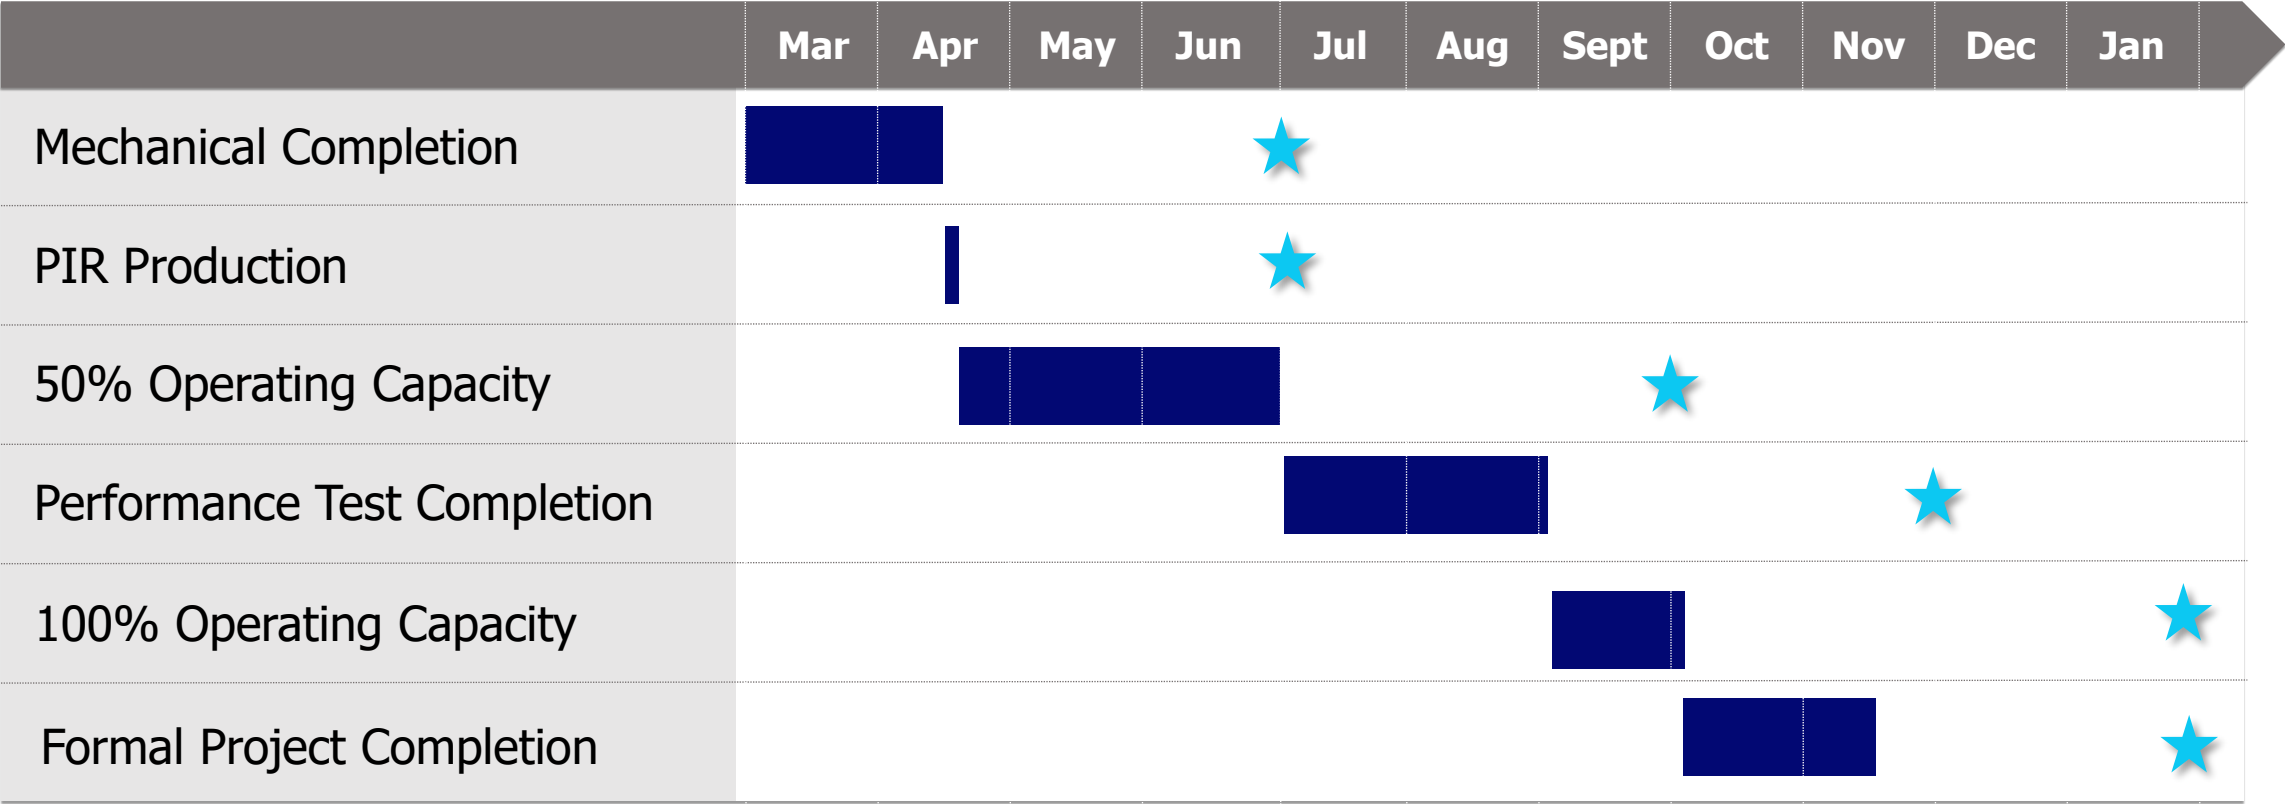 Mar Apr May Jun Jul Aug Sept Oct Nov Dec Jan
Mechanical Completion
PIR Production
50% Operating Capacity
Performance Test Completion
100% Operating Capacity
Formal Project Completion